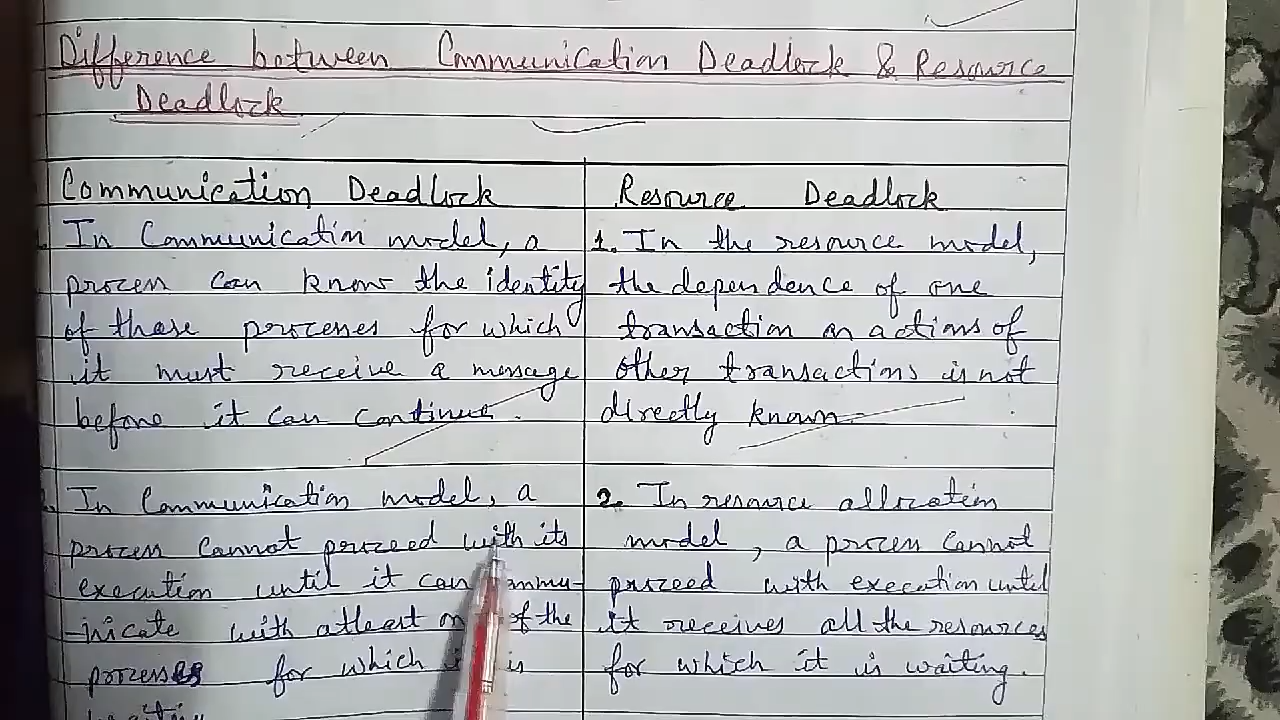 Difference between Communication Deadlock & Resource
Deadlock
Communication Deadlock
In Communication model, a
process can know the identity
of those processes for which
it must receive a message
before it can continue.
In Communication model, a
process cannot proceed with its
execution until it can
-nicate with atleast of the
process for which is
Resource Deadlock
1. In the resource model,
the dependence of one
transaction on actions of
other transactions is not
directly known
2. In resource allocation
model, a process cannot
proceed with execution until
it receives all the resources
for which it is waiting.